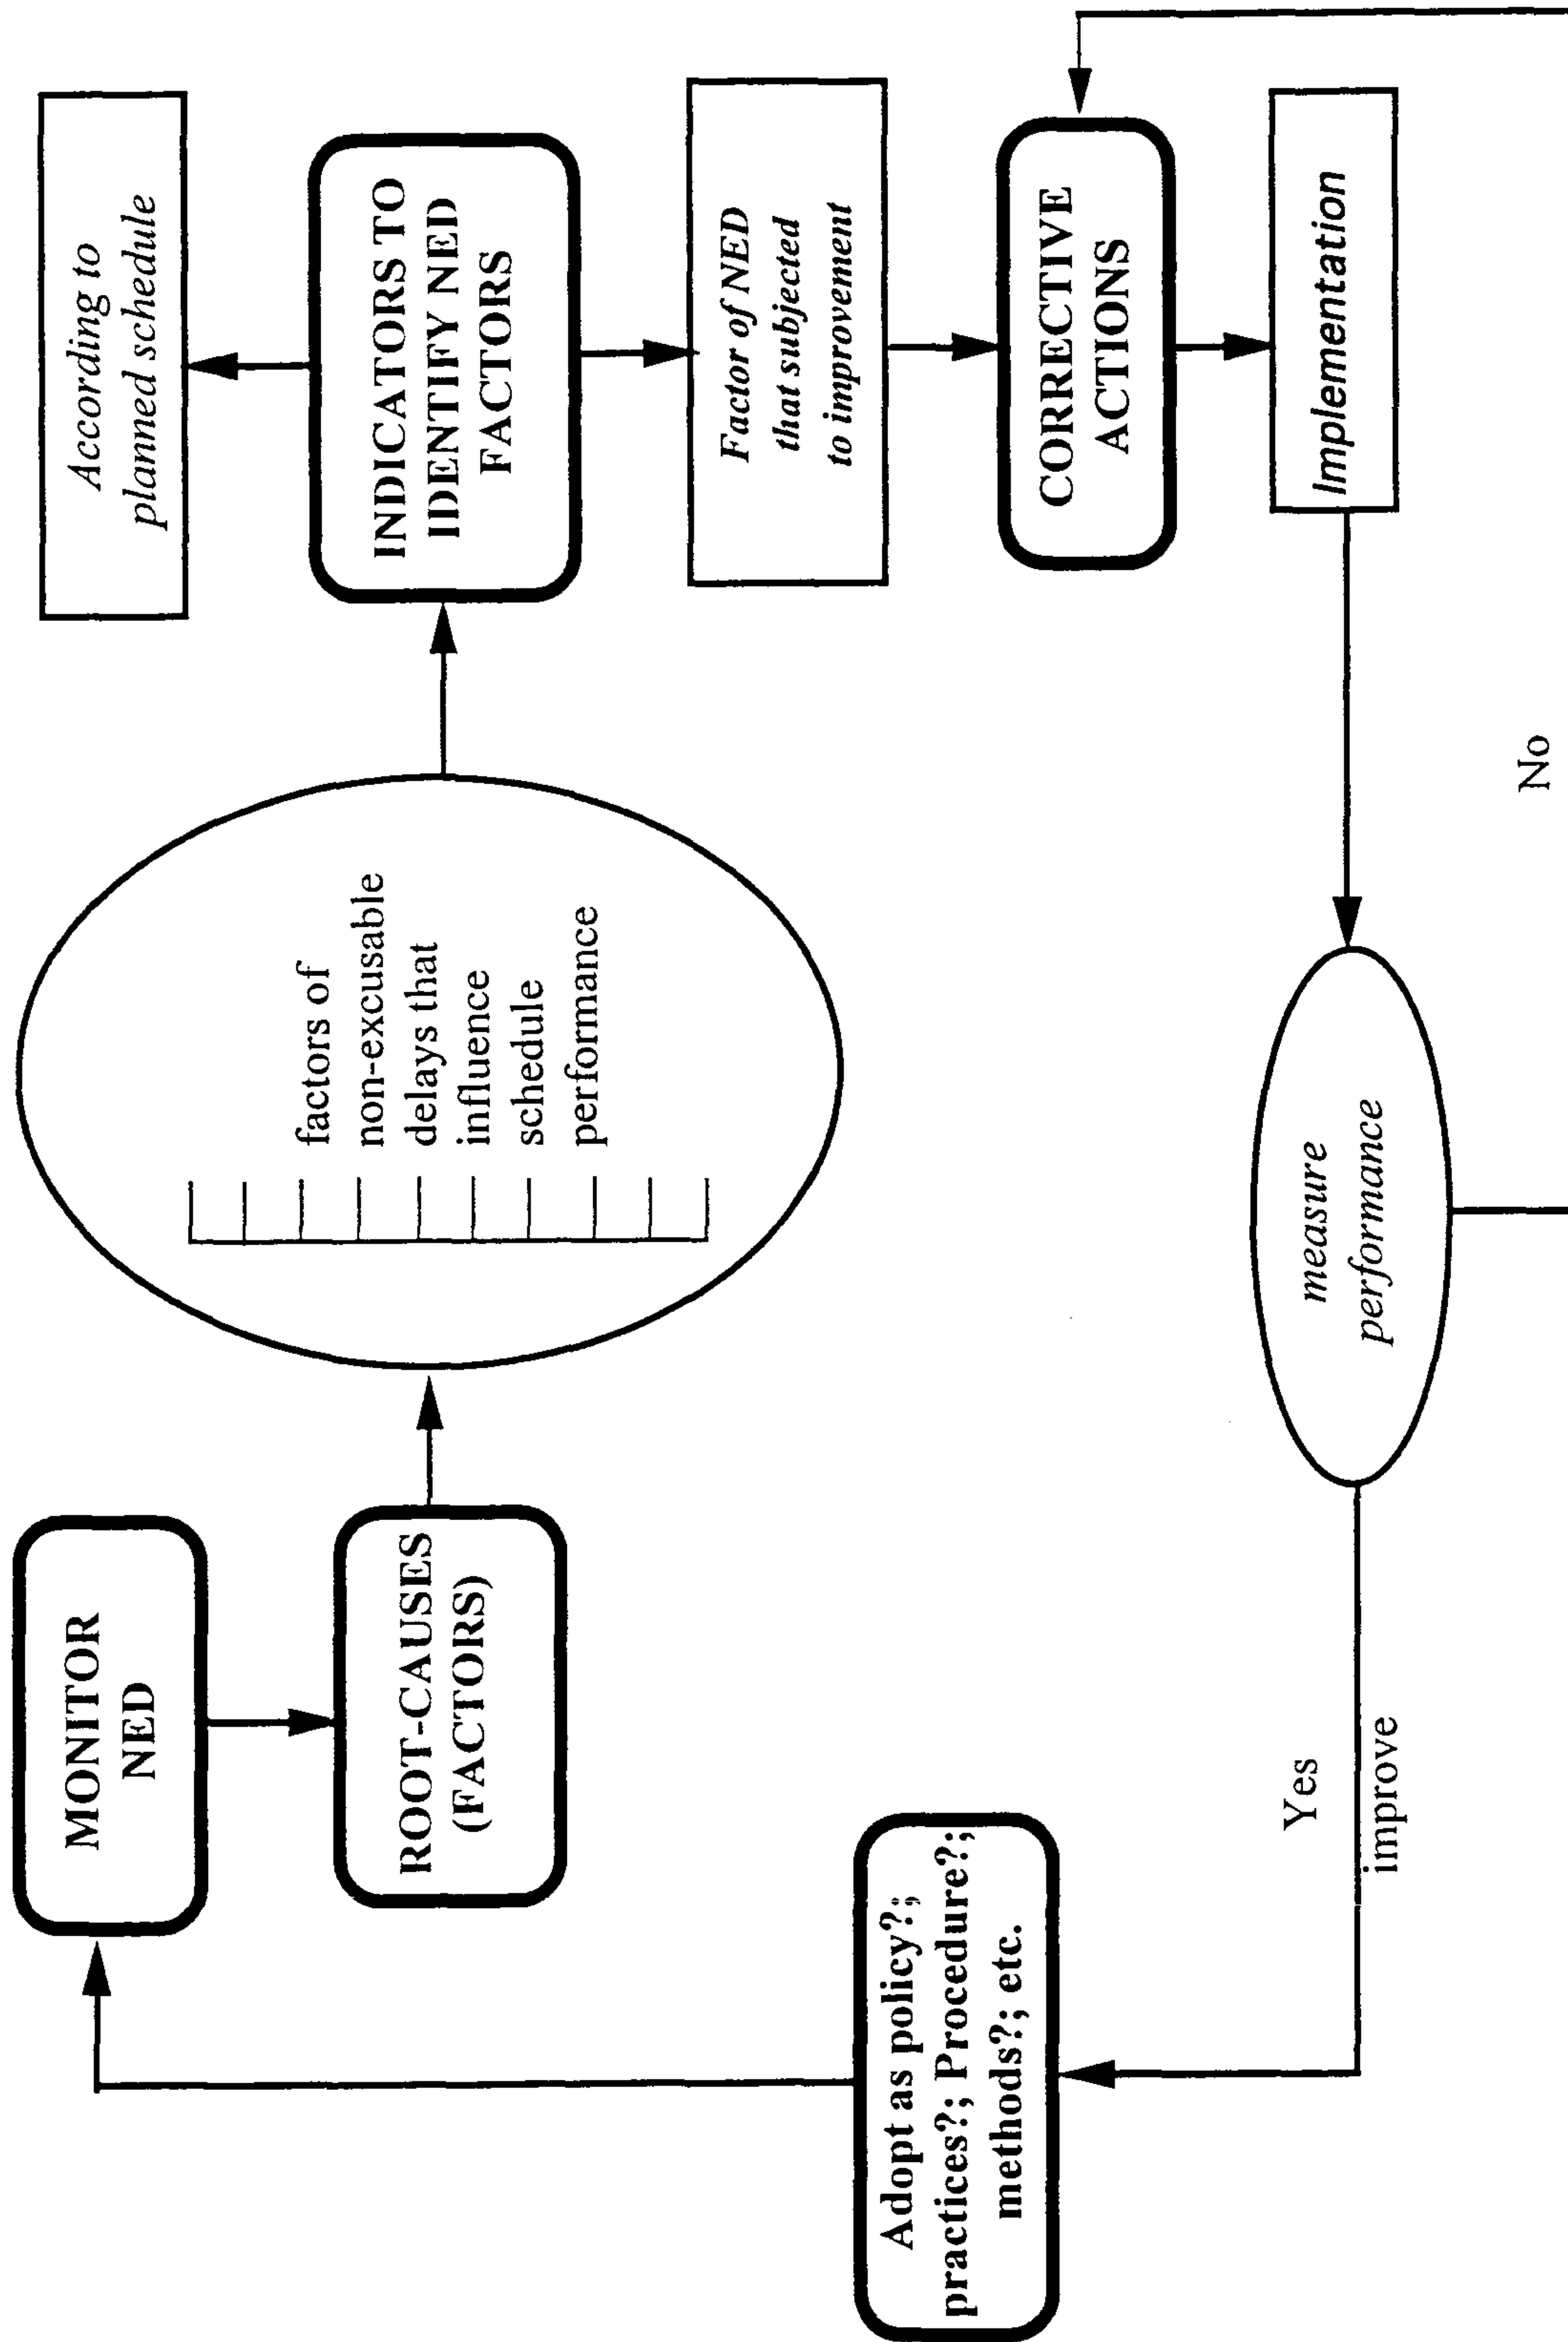 MONITOR
NED
ROOT-CAUSES
(FACTORS)
factors of
non-excusable
delays that
influence
schedule
performance
According to
planned schedule
INDICATORS TO
IDENTIFY NED
FACTORS
Factor of NED
that subjected
to improvement
CORRECTIVE
ACTIONS
Implementation
measure
performance
No
Yes
improve
Adopt as policy?;
practices?; Procedure?;
methods?; etc.